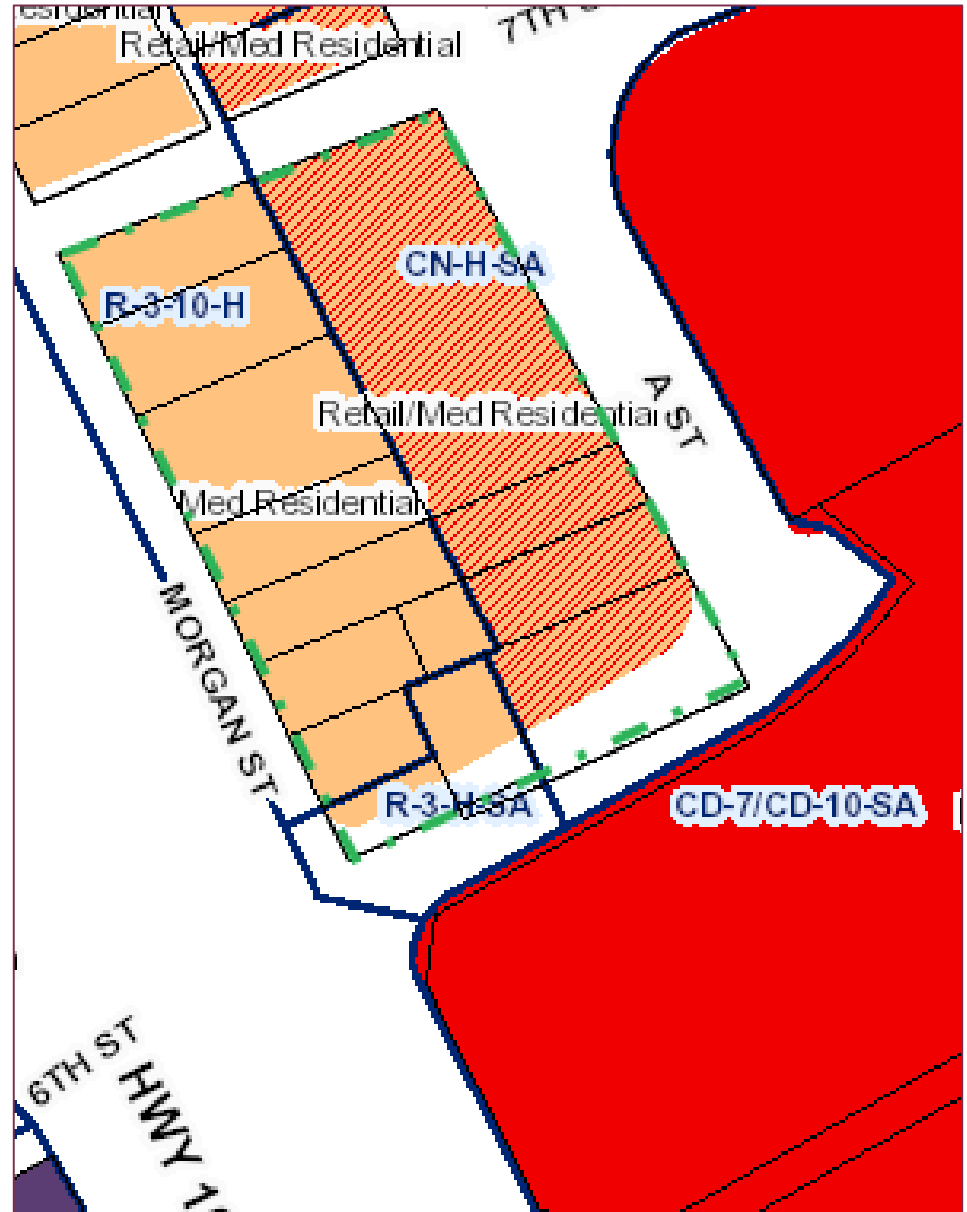 Retail/Med Residential
7TH
CN-H-SA
R-3-10-H
Retail/Med Residential
A ST
Med Residential
MORGAN ST
R-3-H-SA
CD-7/CD-10-SA
6TH ST
HWY